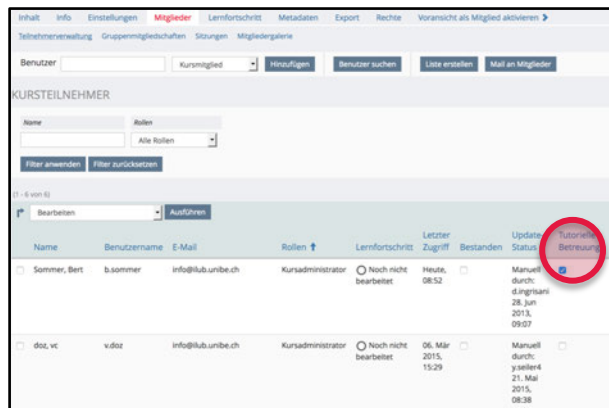 Inhalt Info Einstellungen Mitglieder Lernfortschritt Metadaten Export Rechte Voransicht als Mitglied aktivieren
Teilnehmerverwaltung Gruppenmitgliedschaften Sitzungen Mitgliedergalerie
Benutzer Kursmitglied Hinzufügen Benutzer suchen Liste erstellen Mail an Mitglieder
KURSTEILNEHMER
Name Rollen
Alle Rollen
Filter anwenden Filter zurücksetzen
(1 - 6 von 6)
Bearbeiten Ausführen
Name Benutzername E-Mail Rollen Lernfortschritt Letzter Zugriff Bestanden Update-Status Tutorielle Betreuung
Sommer, Bert b.sommer info@ilub.unibe.ch Kursadministrator Noch nicht Heute, Manuell
bearbeitet 08:52 durch:
d.ingrisani
28. Jun
2013,
09:07
doz, vc v.doz info@ilub.unibe.ch Kursadministrator Noch nicht 06. Mär Manuell
bearbeitet 2015, durch:
15:29 y.seiler4
21. Mai
2015,
08:38